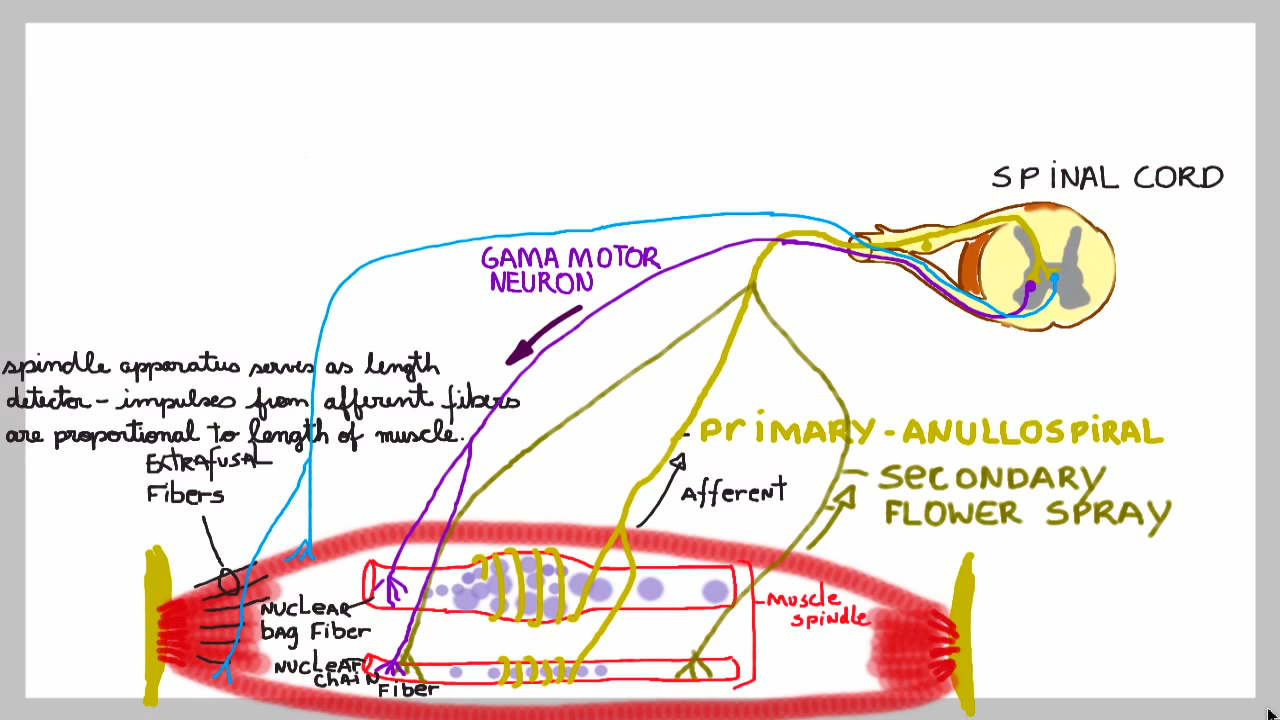 SPINAL CORD
GAMA MOTOR
NEURON
spindle apparatus serves as length
detector - impulses from afferent fibers
are proportional to length of muscle.
EXTRAFUSAL
Fibers
PRIMARY - ANULLOSPIRAL
Afferent
SECONDARY
FLOWER SPRAY
NUCLEAR
bag Fiber
Muscle
spindle
NUCLEAR
CHAIN
Fiber